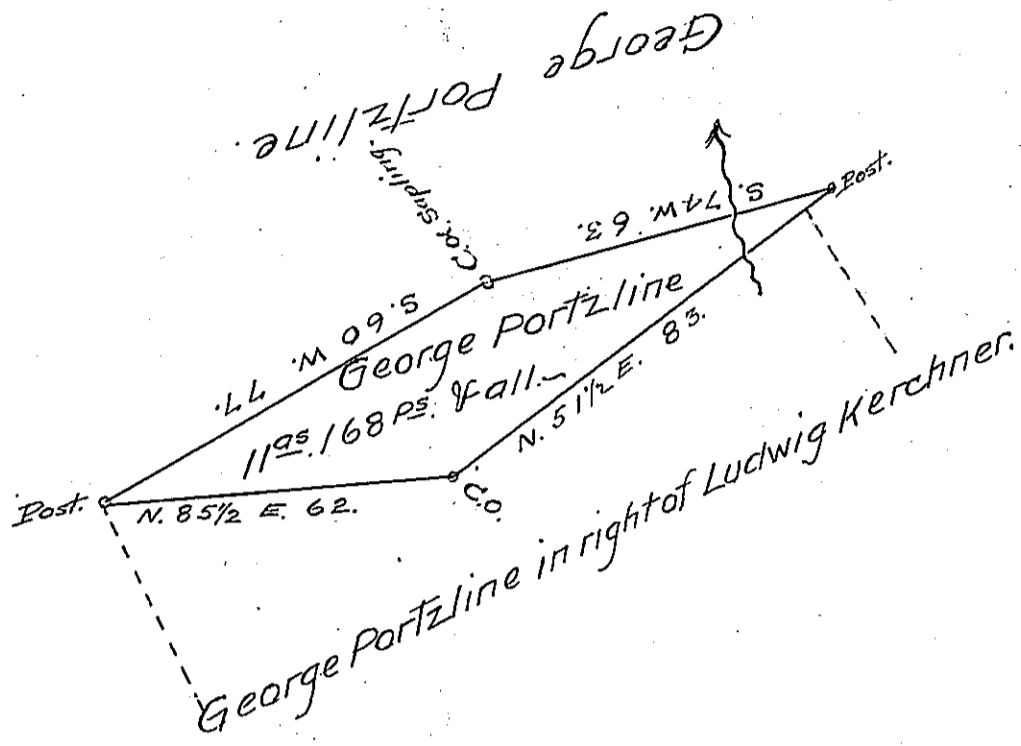 George
Portzline.
C.O. Sapling.
Post.
S. 74 W. 63.
S. 60 W. 77.
George Portzline
11as. 168 Ps. & all.
N. 51½ E. 83.
Post.
N. 85½ E. 62.
C.O.
George Portzline in right of Ludwig Kerchner.